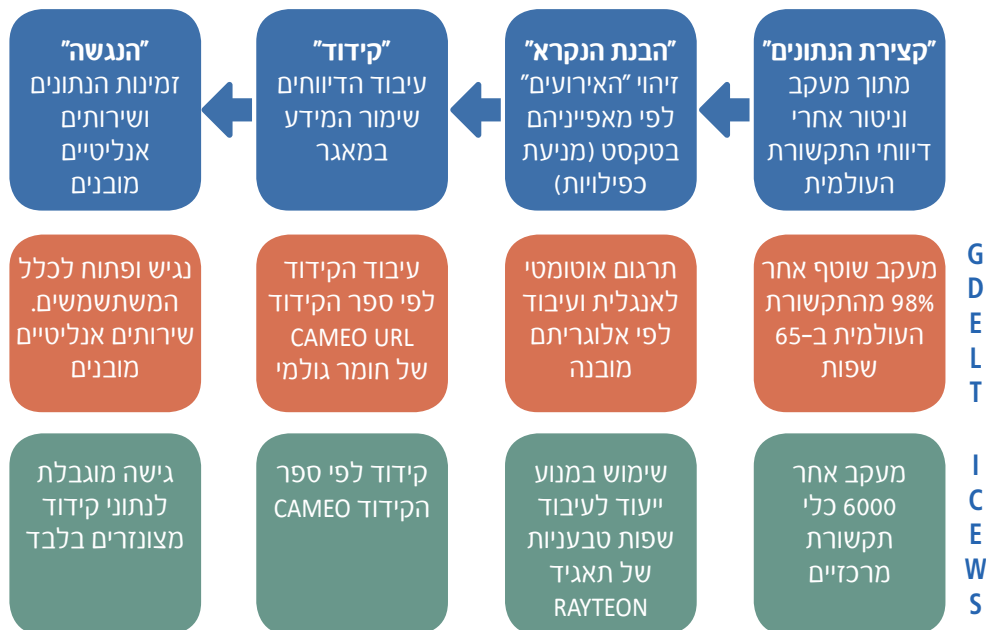 "קצירת הנתונים"
מתוך מעקב
וניטור אחרי
דיווחי התקשורת
העולמית
"הבנת הנקרא"
זיהוי "האירועים"
לפי מאפייניהם
בטקסט (מניעת
כפילויות)
"קידוד"
עיבוד הדיווחים
שימור המידע
במאגר
"הנגשה"
זמינות הנתונים
ושירותים
אנליטיים
מובנים
GDELT
מעקב שוטף אחר
98% מהתקשורת
העולמית ב-65
שפות
תרגום אוטומטי
לאנגלית ועיבוד
לפי אלוגריתם
מובנה
עיבוד הקידוד
לפי ספר הקידוד
CAMEO URL
של חומר גולמי
נגיש ופתוח לכלל
המשתשמשים.
שירותים אנליטיים
מובנים
ICEWS
מעקב אחר
6000 כלי
תקשורת
מרכזיים
שימוש במנוע
ייעוד לעיבוד
שפות טבעניות
של תאגיד
RAYTEON
קידוד לפי ספר
הקידוד CAMEO
גישה מוגבלת
לנתוני קידוד
מצונזרים בלבד